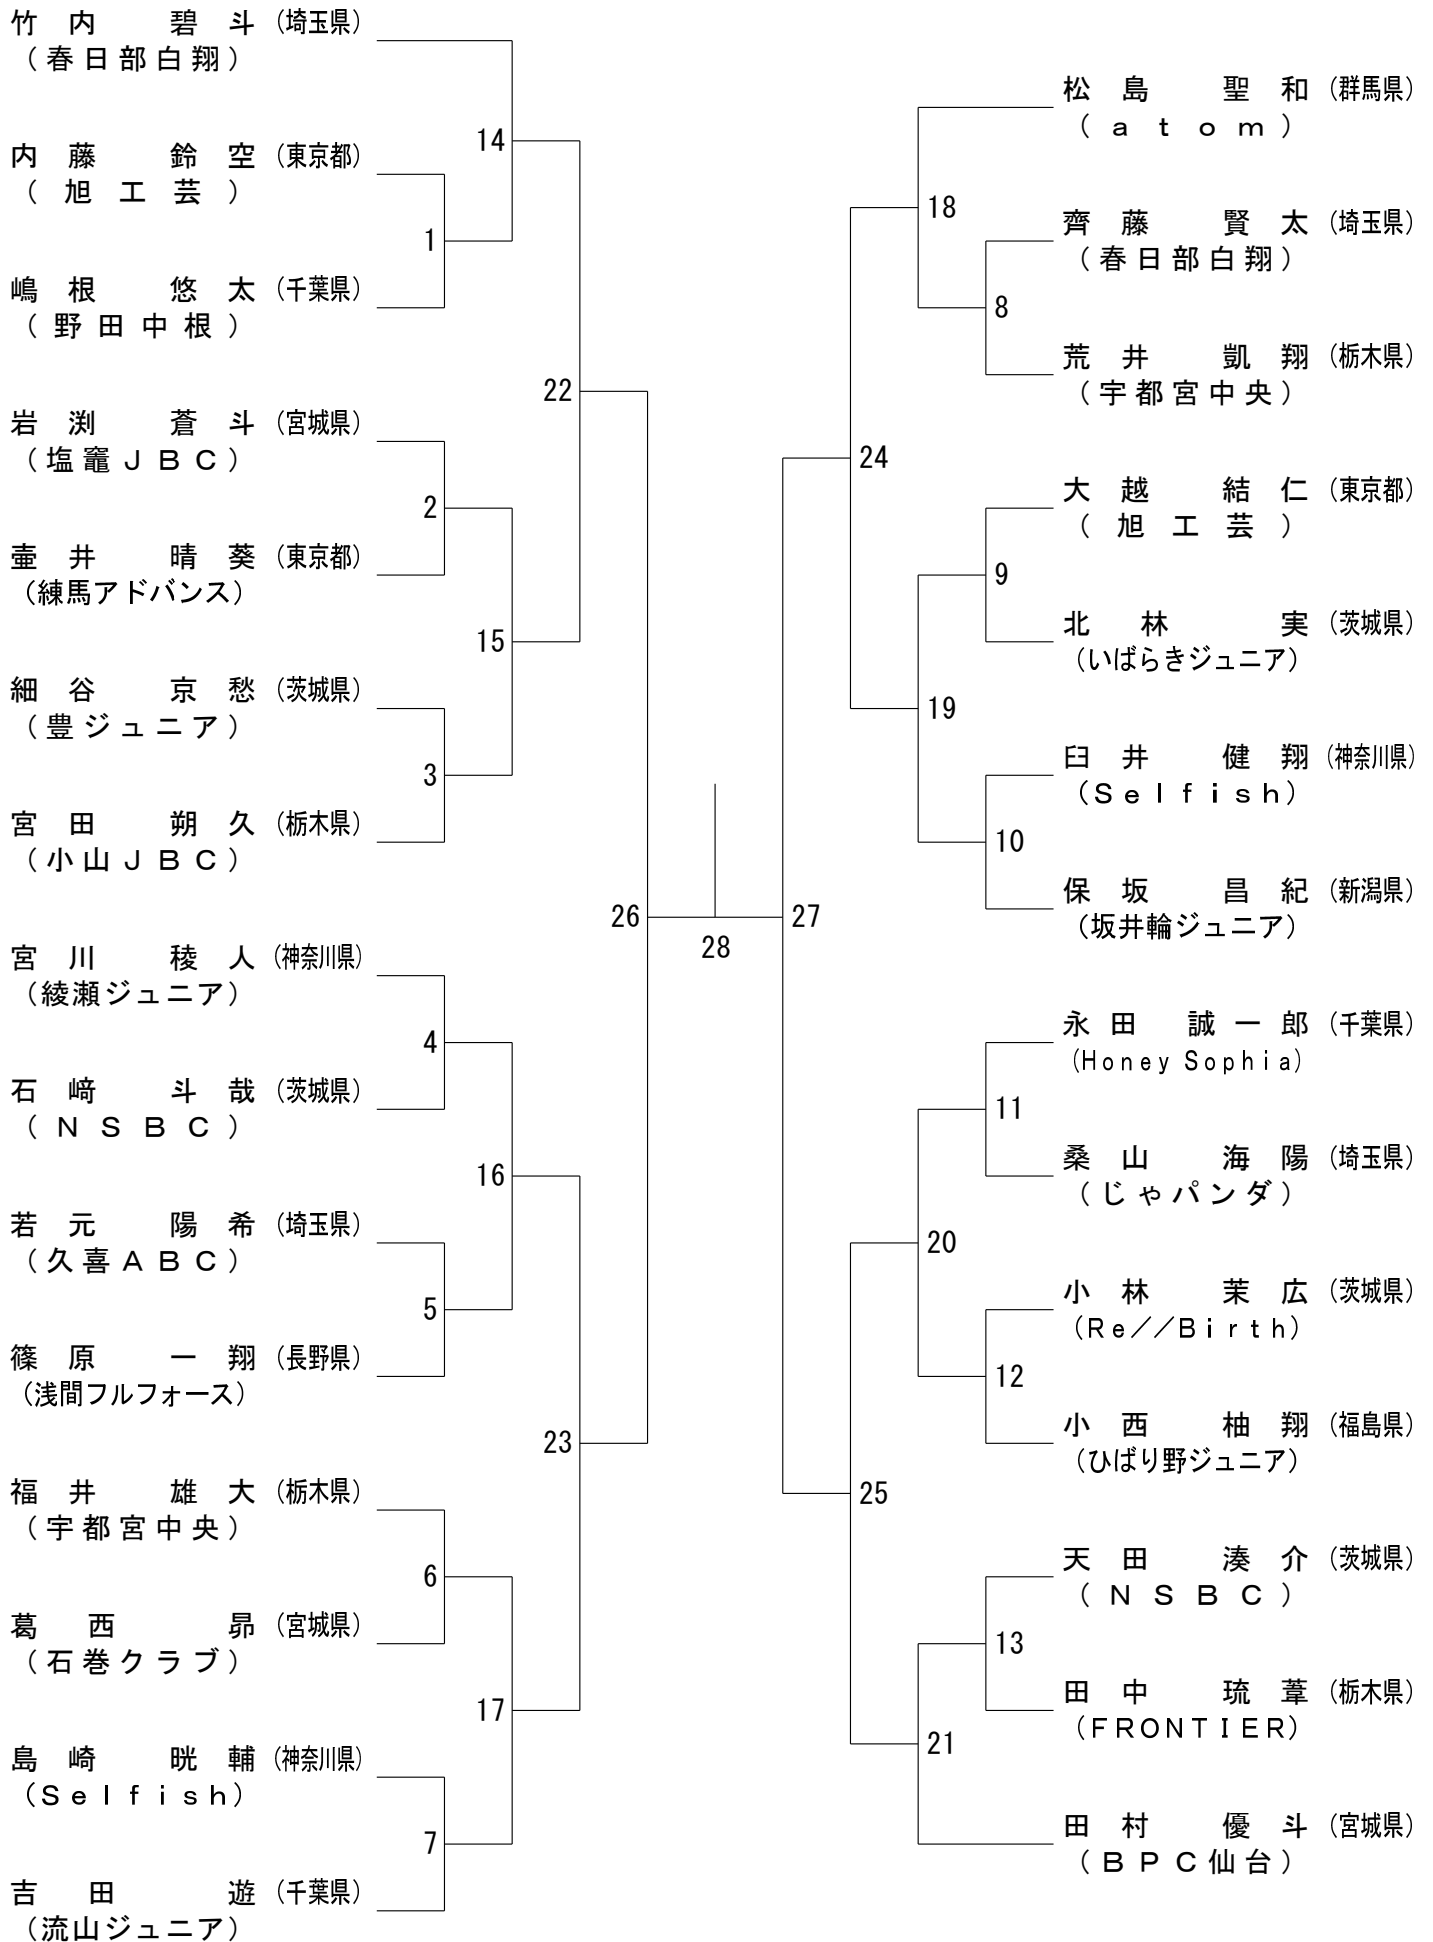 竹内 碧斗 (埼玉県)
(春日部白翔)
内藤 鈴空 (東京都)
(旭工芸)
嶋根 悠太 (千葉県)
(野田中根)
岩渕 蒼斗 (宮城県)
(塩竈JBC)
壷井 晴葵 (東京都)
(練馬アドバンス)
細谷 京愁 (茨城県)
(豊ジュニア)
宮田 朔久 (栃木県)
(小山JBC)
宮川 稜人 (神奈川県)
(綾瀬ジュニア)
石﨑 斗哉 (茨城県)
(NSBC)
若元 陽希 (埼玉県)
(久喜ABC)
篠原 一翔 (長野県)
(浅間フルフォース)
福井 雄大 (栃木県)
(宇都宮中央)
葛西 昴 (宮城県)
(石巻クラブ)
島崎 晄輔 (神奈川県)
(Selfish)
吉田 遊 (千葉県)
(流山ジュニア)
1
2
3
4
5
6
7
14
15
16
17
22
23
26
28
27
24
25
18
19
20
21
8
9
10
11
12
13
松島 聖和 (群馬県)
(atom)
齊藤 賢太 (埼玉県)
(春日部白翔)
荒井 凱翔 (栃木県)
(宇都宮中央)
大越 結仁 (東京都)
(旭工芸)
北林 実 (茨城県)
(いばらきジュニア)
臼井 健翔 (神奈川県)
(Selfish)
保坂 昌紀 (新潟県)
(坂井輪ジュニア)
永田 誠一郎 (千葉県)
(Honey Sophia)
桑山 海陽 (埼玉県)
(じゃパンダ)
小林 茉広 (茨城県)
(Re//Birth)
小西 柚翔 (福島県)
(ひばり野ジュニア)
天田 湊介 (茨城県)
(NSBC)
田中 琉葦 (栃木県)
(FRONTIER)
田村 優斗 (宮城県)
(BPC仙台)